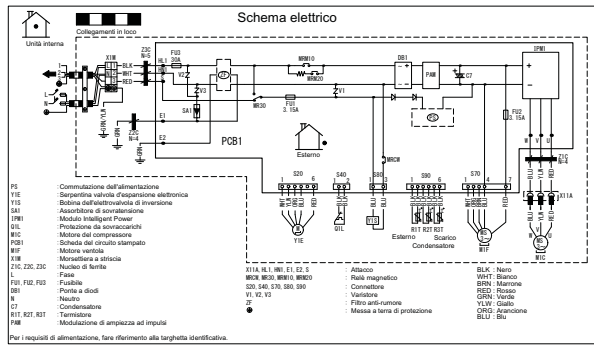 Schema elettrico
Unità interna
Collegamenti in loco
X1M
Z3C
N=5
FU3
30A
HL1
HN1
BLK
WHT
RED
V2
V3
SA1
ZF
E1
E2
L
N
GRN/YLW
GRN
GRN
Z2C
N=4
PCB1
MR30
FU1
3.15A
MRM10
MRM20
DB1
PAM
C7
V1
PS
FU2
3.15A
IPM1
Esterno
MRCW
S20
S40
S80
S90
S70
Z1C
N=4
X11A
U
V
W
BLU
YLW
RED
Y1E
Q1L
Y1S
R1T R2T R3T
Esterno
Scarico
Condensatore
M1F
M1C
PS : Commutazione dell'alimentazione
Y1E : Serpentina valvola d'espansione elettronica
Y1S : Bobina dell'elettrovalvola di inversione
SA1 : Assorbitore di sovratensione
IPM1 : Modulo Intelligent Power
Q1L : Protezione da sovraccarichi
M1C : Motore del compressore
PCB1 : Scheda del circuito stampato
M1F : Motore ventola
X1M : Morsettiera a striscia
Z1C, Z2C, Z3C : Nucleo di ferrite
L : Fase
FU1, FU2, FU3 : Fusibile
DB1 : Ponte a diodi
N : Neutro
C7 : Condensatore
R1T, R2T, R3T : Termistore
PAM : Modulazione di ampiezza ad impulsi
X11A, HL1, HN1, E1, E2, S : Attacco
MRCW, MR30, MRM10, MRM20 : Relè magnetico
S20, S40, S70, S80, S90 : Connettore
V1, V2, V3 : Varistore
ZF : Filtro anti-rumore
: Messa a terra di protezione
BLK : Nero
WHT : Bianco
BRN : Marrone
RED : Rosso
GRN : Verde
YLW : Giallo
ORG : Arancione
BLU : Blu
Per i requisiti di alimentazione, fare riferimento alla targhetta identificativa.